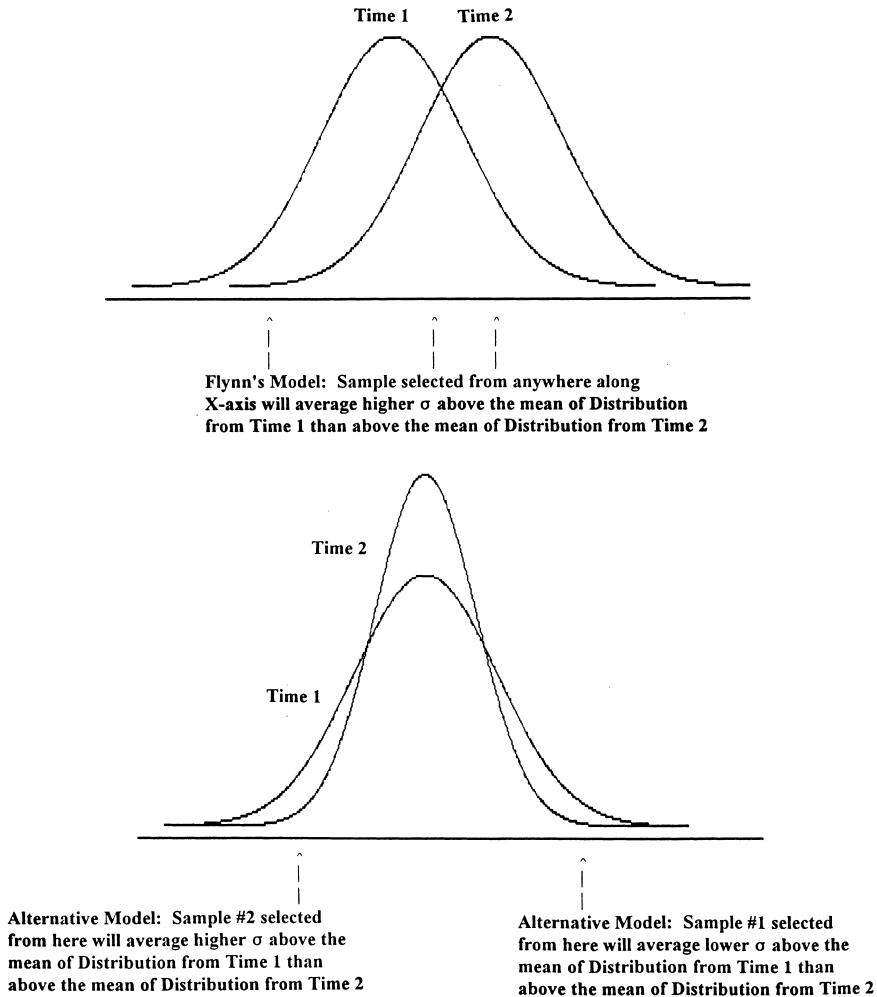 Time 1 Time 2
Flynn's Model: Sample selected from anywhere along
X-axis will average higher σ above the mean of Distribution
from Time 1 than above the mean of Distribution from Time 2
Time 2
Time 1
Alternative Model: Sample #2 selected
from here will average higher σ above the
mean of Distribution from Time 1 than
above the mean of Distribution from Time 2
Alternative Model: Sample #1 selected
from here will average lower σ above the
mean of Distribution from Time 1 than
above the mean of Distribution from Time 2